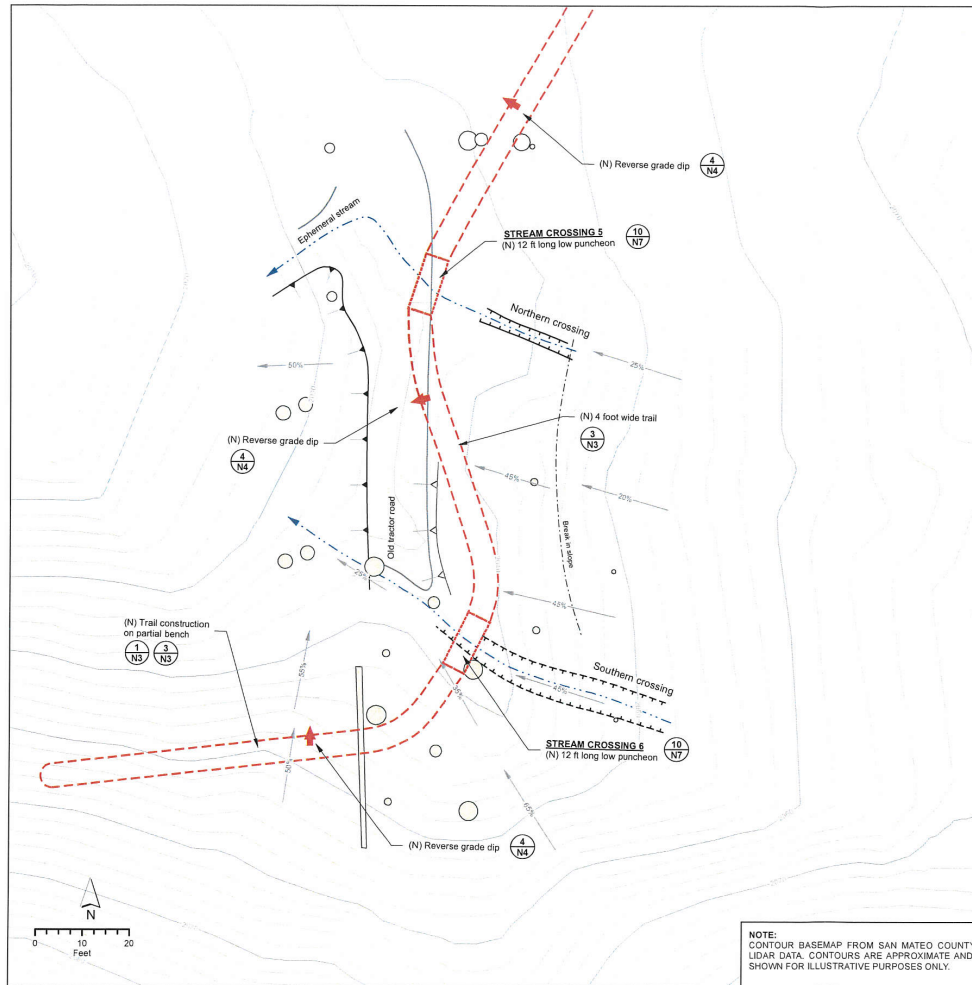 (N) Reverse grade dip
4
N4
Ephemeral stream
STREAM CROSSING 5
(N) 12 ft long low puncheon
10
N7
Northern crossing
25%
50%
(N) 4 foot wide trail
3
N3
(N) Reverse grade dip
4
N4
45%
20%
Old tractor road
Break in slope
25%
45%
(N) Trail construction
on partial bench
1
N3
3
N3
55%
35%
45%
Southern crossing
STREAM CROSSING 6
(N) 12 ft long low puncheon
10
N7
50%
65%
(N) Reverse grade dip
4
N4
N
0 10 20
Feet
NOTE:
CONTOUR BASEMAP FROM SAN MATEO COUNTY
LIDAR DATA. CONTOURS ARE APPROXIMATE AND
SHOWN FOR ILLUSTRATIVE PURPOSES ONLY.